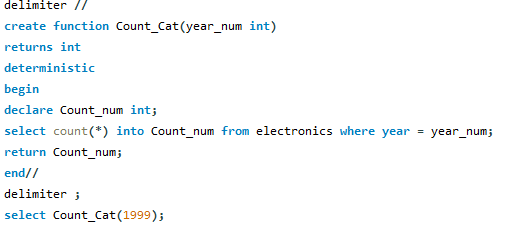 delimiter //
create function Count_Cat(year_num int)
returns int
deterministic
begin
declare Count_num int;
select count(*) into Count_num from electronics where year = year_num;
return Count_num;
end//
delimiter ;
select Count_Cat(1999);